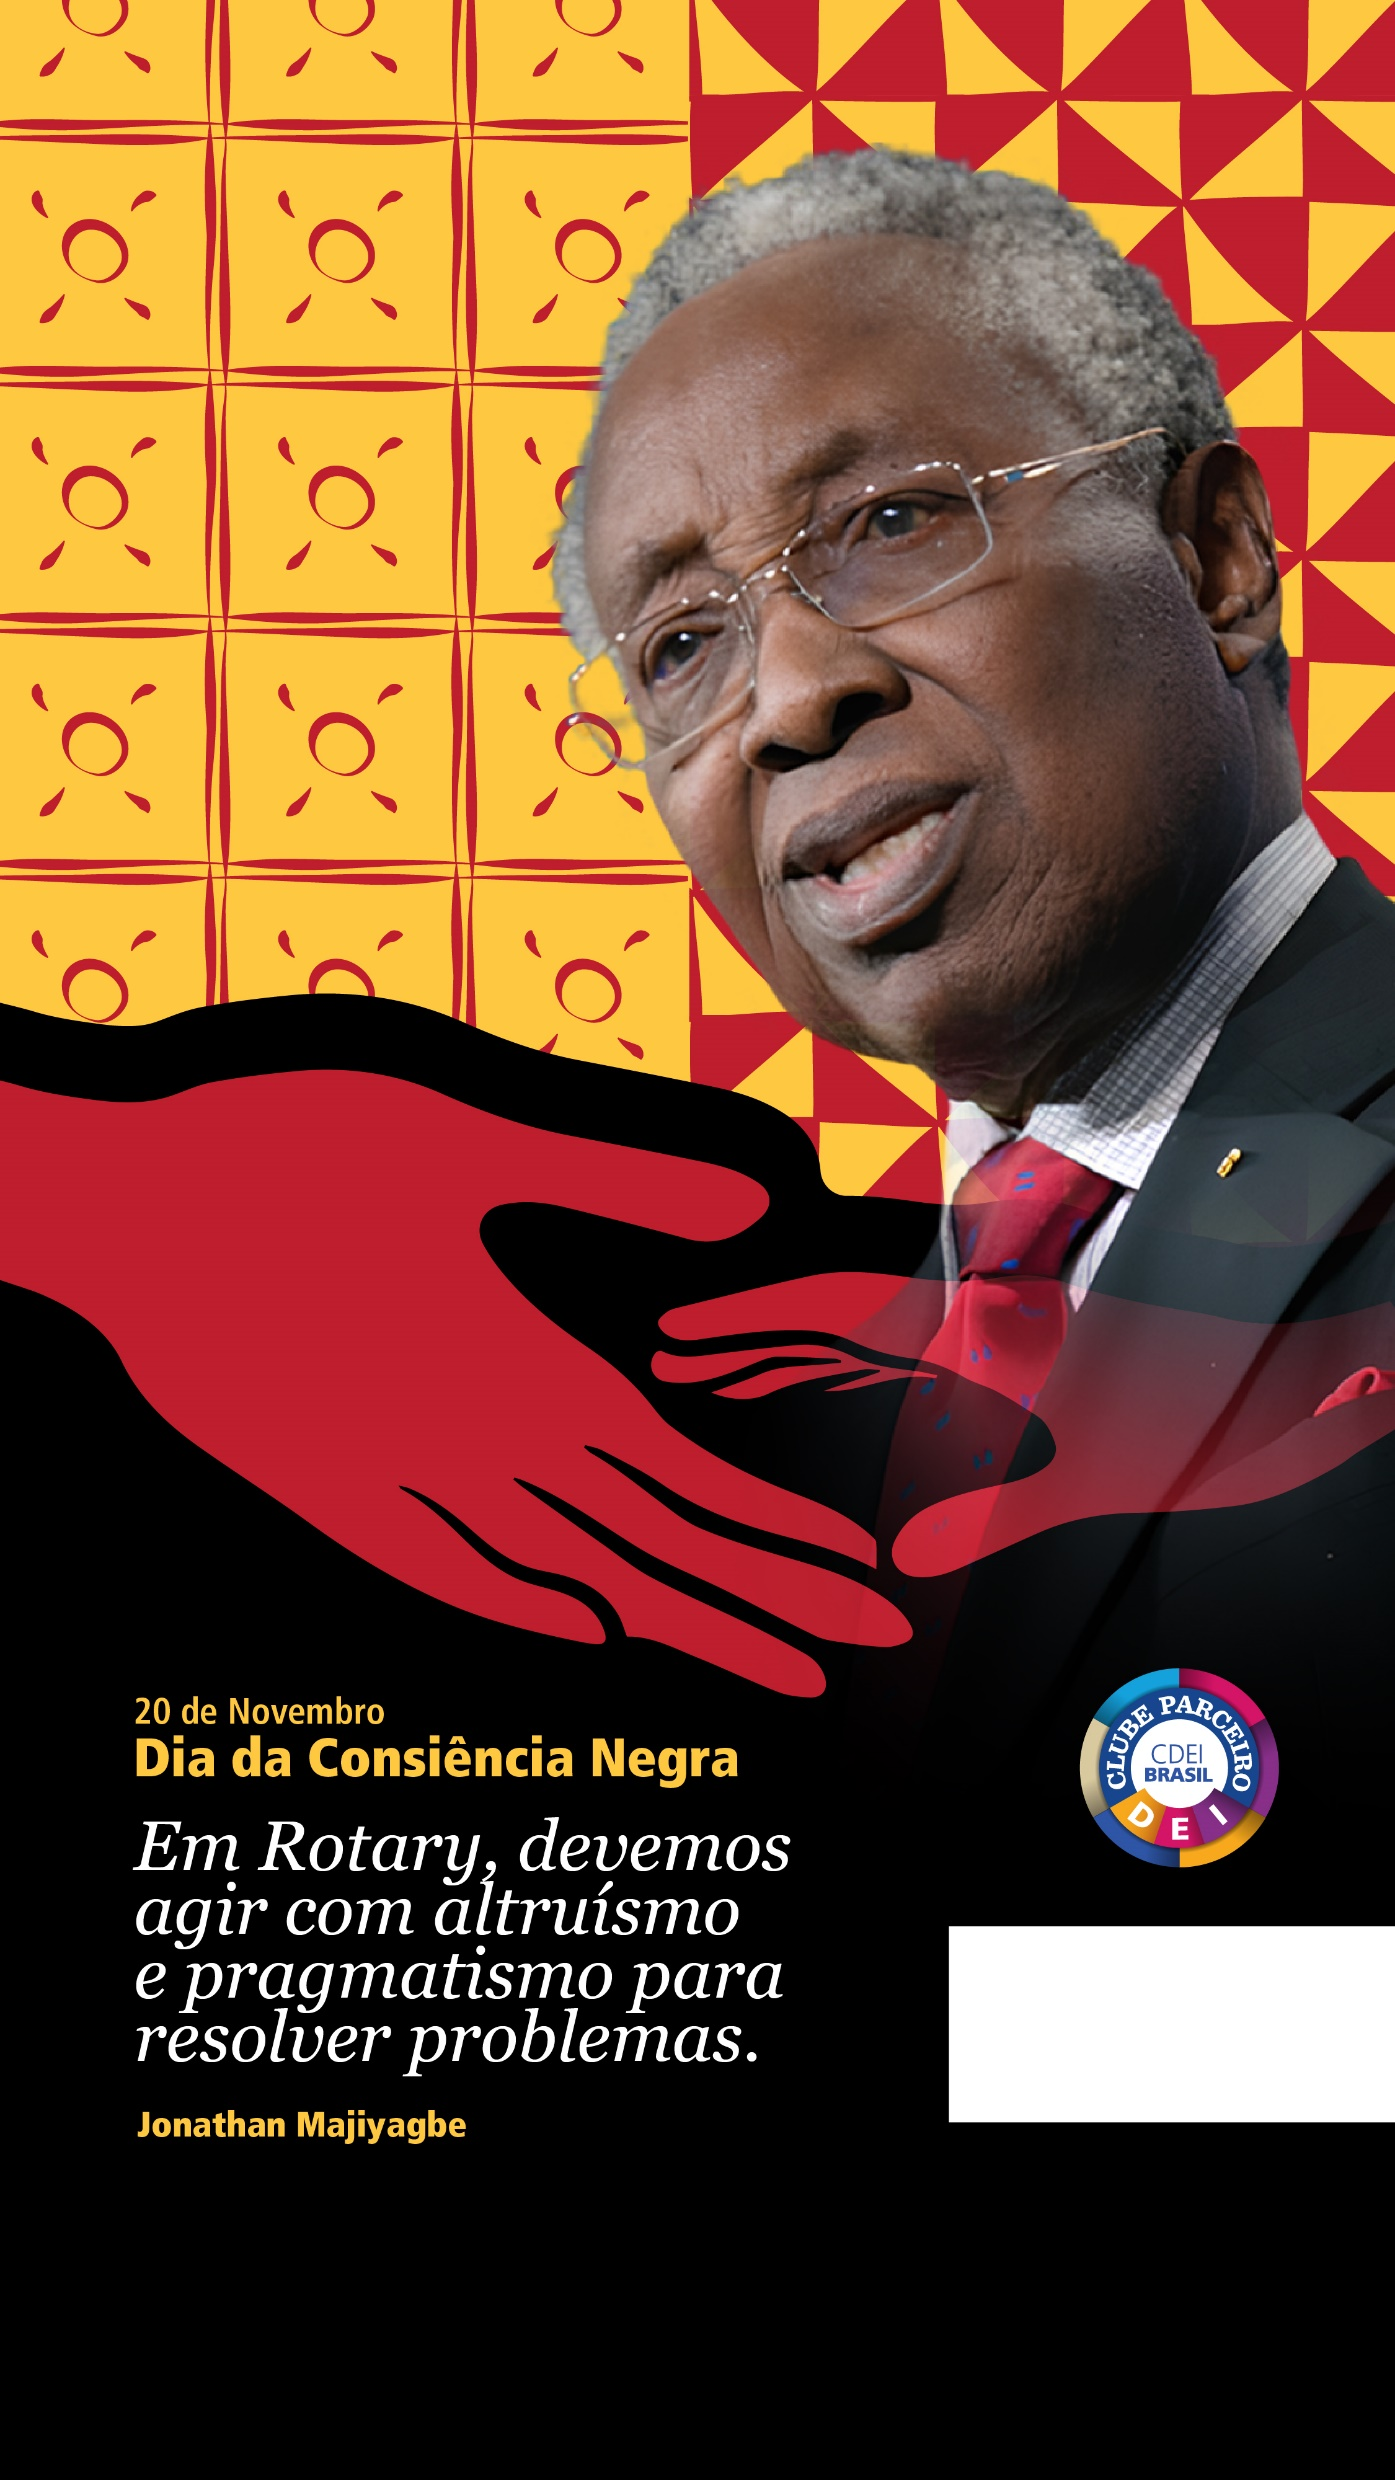 20 de Novembro
Dia da Consiência Negra
Em Rotary, devemos
agir com altruísmo
e pragmatismo para
resolver problemas.
Jonathan Majiyagbe
CLUBE PARCEIRO
CDEI
BRASIL
D E I